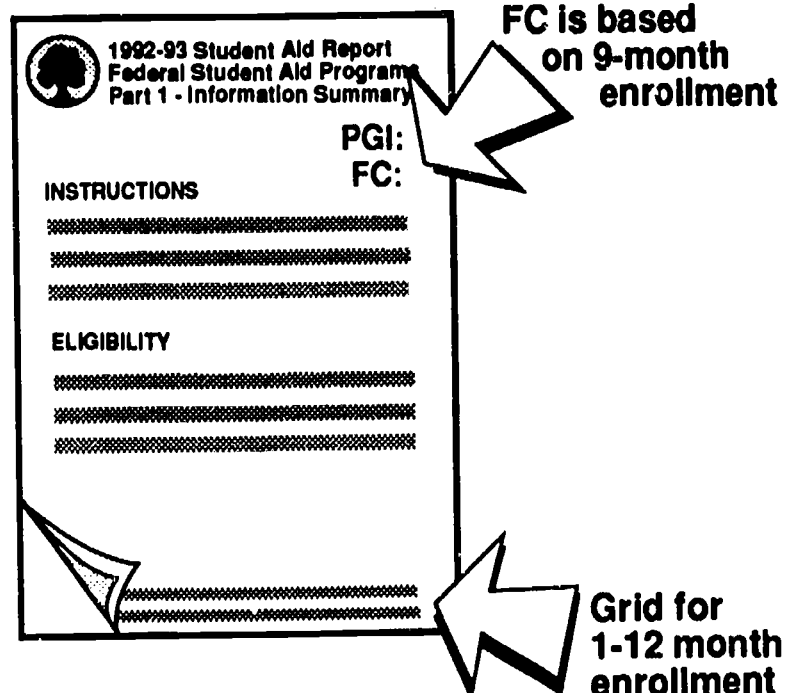 FC is based
on 9-month
enrollment
1992-93 Student Aid Report
Federal Student Aid Programs
Part 1 - Information Summary
PGI:
FC:
INSTRUCTIONS
ELIGIBILITY
Grid for
1-12 month
enrollment